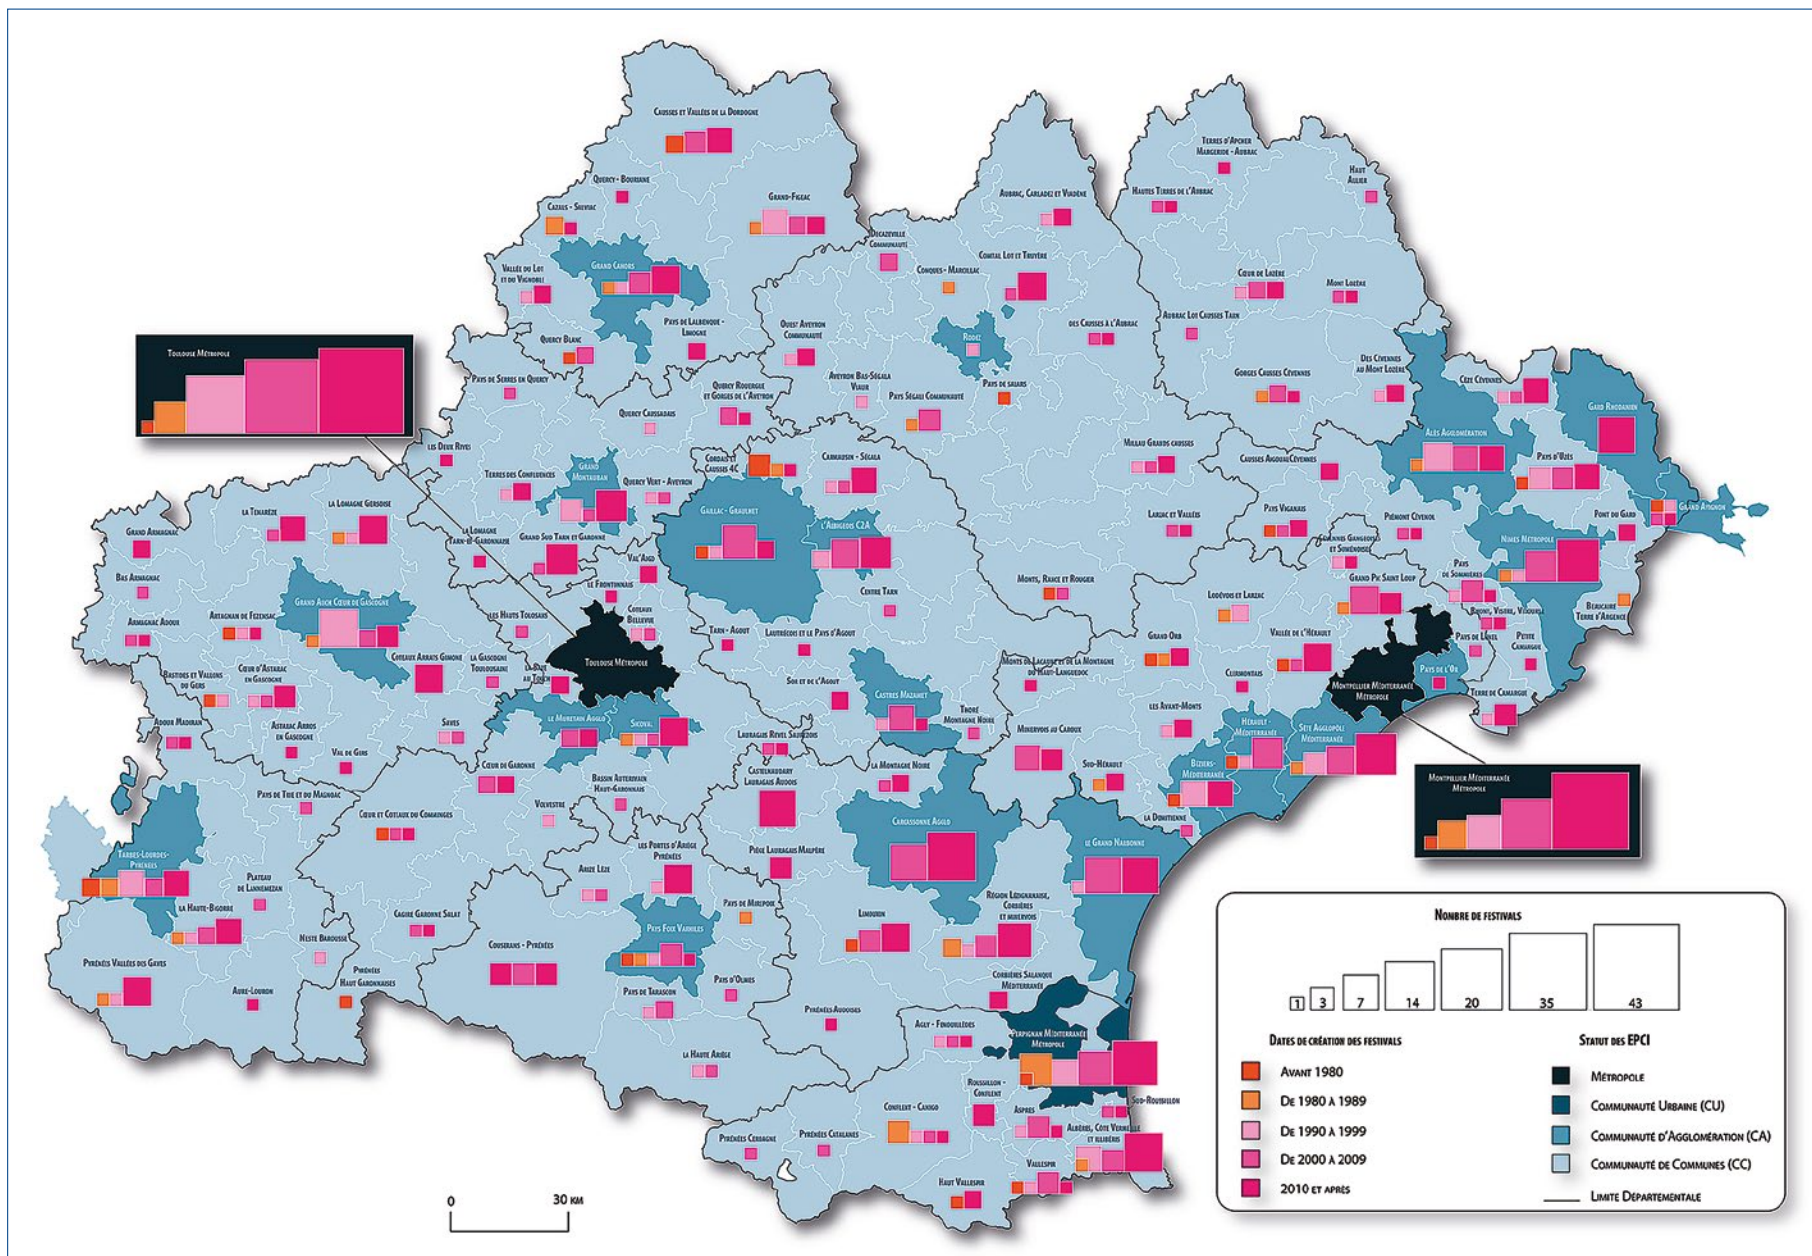 Causses et Vallées de la Dordogne
Terres d'Apcher
Margeride - Aubrac
Haut
Allier
Quercy - Bouriane
Hautes Terres de l'Aubrac
Aubrac, Carladez et Viadène
Cazals - Salviac
Grand-Figeac
Decazeville
Communauté
Comtal Lot et Truyère
Grand Cahors
Vallée du Lot
et du Vignoble
Conques - Marcillac
Cœur de Lozère
Mont Lozère
Pays de Lalbenque -
Limogne
Ouest Aveyron
Communauté
Aubrac Lot Causses Tarn
des Causses à l'Aubrac
Rodez
Quercy Blanc
Toulouse Métropole
Pays de Serres en Quercy
Quercy Rouergue
et Gorges de l'Aveyron
Aveyron Bas-Ségala
Viaur
Pays de salars
Gorges Causses Cévennes
Des Cévennes
au Mont Lozère
Cèze Cévennes
Gard Rhodanien
Pays Ségali Communauté
Quercy Caussadais
les Deux Rives
Alès Agglomération
Millau Grands causses
Cordais et
Causses 4C
Carmausin - Ségala
Causses Aigoual Cévennes
Pays d'Uzès
Grand
Montauban
Terres des Confluences
Quercy Vert - Aveyron
la Lomagne Gersoise
la Ténarèze
Gaillac - Graulhet
l'Albigeois C2A
Larzac et Vallées
Pays Viganais
Piémont Cévenol
Pont du Gard
Grand Avignon
Grand Armagnac
la Lomagne
Tarn-et-Garonnaise
Grand Sud Tarn et Garonne
Cévennes Gangeoises
et Suménoises
Nîmes Métropole
Val'Aïgo
Bas Armagnac
Le Frontonnais
Centre Tarn
Monts, Rance et Rougier
Grand Pic Saint Loup
Pays
de Sommières
Beaucaire
Terre d'Argence
Lodévois et Larzac
Grand Auch Cœur de Gascogne
Artagnan de Fezensac
les Hauts Tolosans
Coteaux
Bellevue
Armagnac Adour
Rhony, Vistre, Vidourle
Tarn - Agout
Lautrécois et le Pays d'Agout
Grand Orb
Vallée de l'Hérault
Pays de Lunel
Petite
Camargue
Coteaux Arrats Gimone
la Gascogne
Toulousaine
la Save
au Touch
Toulouse Métropole
Monts de Lacaune et de la Montagne
du Haut-Languedoc
Clermontais
Montpellier Méditerranée
Métropole
Pays de l'Or
Bastides et Vallons
du Gers
Cœur d'Astarac
en Gascogne
Sor et de l'Agout
Castres Mazamet
Terre de Camargue
Thoré
Montagne Noire
les Avant-Monts
Adour Madiran
Astarac Arros
en Gascogne
Saves
le Muretain Agglo
Sicoval
Lauragais Revel Sorezois
Minervois au Caroux
Hérault -
Méditerranée
Sète Agglopôle
Méditerranée
Val de Gers
Cœur de Garonne
Castelnaudary
Lauragais Audois
la Montagne Noire
Sud-Hérault
Béziers-
Méditerranée
Bassin Auterivain
Haut-Garonnais
Pays de Trie et du Magnoac
Volvestre
Montpellier Méditerranée
Métropole
la Domitienne
Cœur et Coteaux du Comminges
Carcassonne Agglo
le Grand Narbonne
Piège Lauragais Malpère
les Portes d'Ariège
Pyrénées
Arize Lèze
Tarbes-Lourdes-
Pyrénées
Plateau
de Lannemezan
Région Lézignanaise,
Corbières
et minervois
Pays de Mirepoix
la Haute-Bigorre
Cagire Garonne Salat
Limouxin
Pays Foix Varilhes
Neste Barousse
Couserans - Pyrénées
Pyrénées Vallées des Gaves
Pyrénées
Haut Garonnaises
Pays d'Olmes
Corbières Salanque
Méditerranée
Aure-Louron
Pays de Tarascon
Pyrénées Audoises
Agly - Fenouillèdes
Perpignan Méditerranée
Métropole
la Haute Ariège
Roussillon -
Conflent
Aspres
Sud-Roussillon
Conflent - Canigó
Albères, Côte Vermeille
et illibéris
Pyrénées Cerdagne
Pyrénées Catalanes
Vallespir
Haut Vallespir
0 30 km
Nombre de festivals
1 3 7 14 20 35 43
Dates de création des festivals
Avant 1980
De 1980 à 1989
De 1990 à 1999
De 2000 à 2009
2010 et après
Statut des EPCI
Métropole
Communauté Urbaine (CU)
Communauté d'Agglomération (CA)
Communauté de Communes (CC)
Limite Départementale